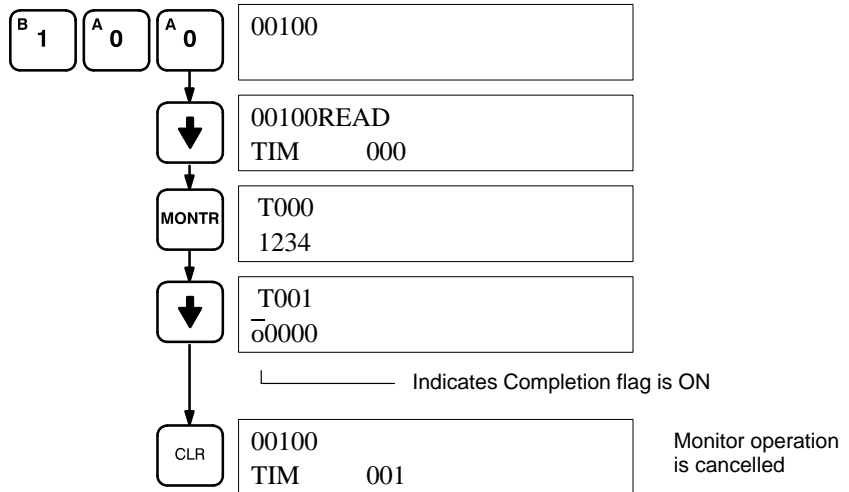 B 1 A 0 A 0
00100
00100READ
TIM 000
MONTR
T000
1234
T001
o̅0000
Indicates Completion flag is ON
CLR
00100
TIM 001
Monitor operation
is cancelled